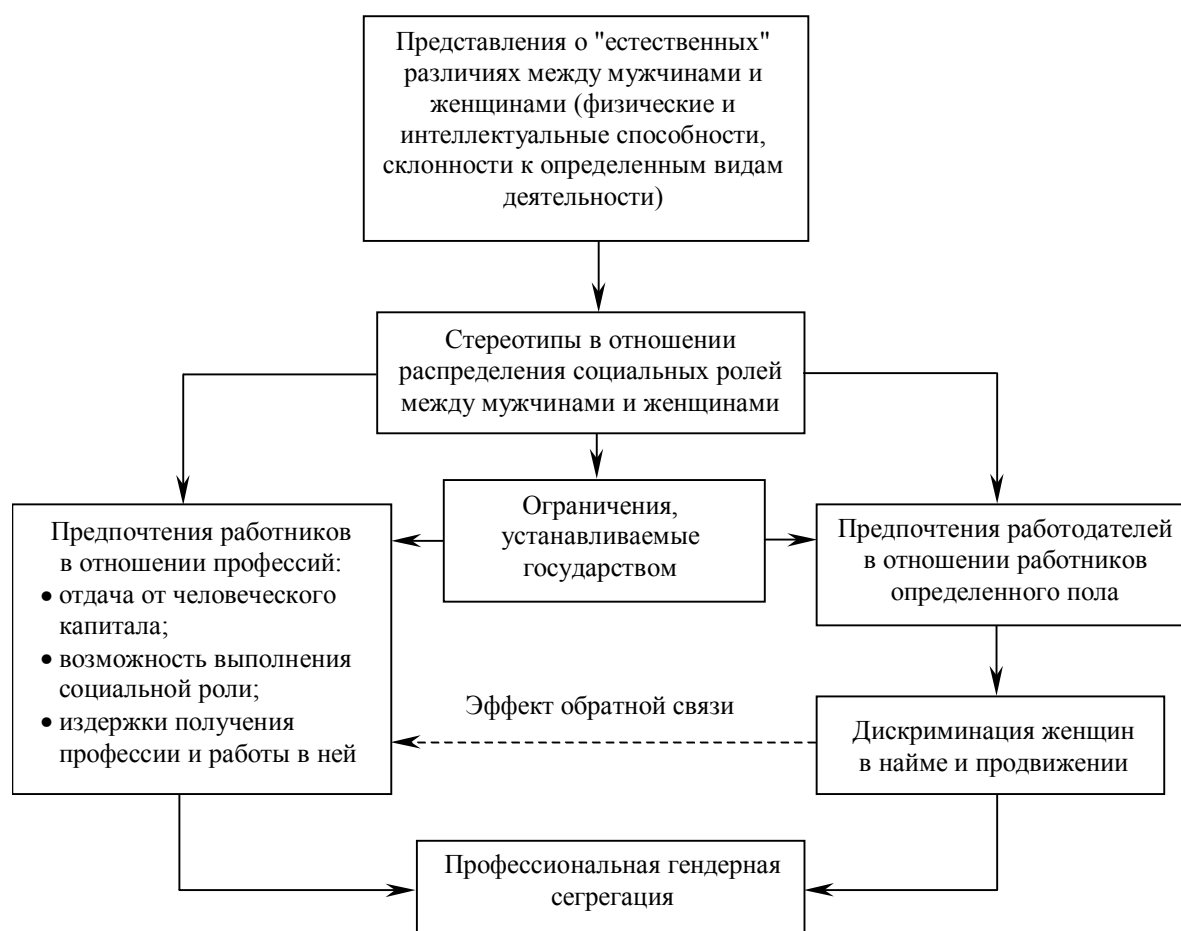 Представления о "естественных"
различиях между мужчинами и
женщинами (физические и
интеллектуальные способности,
склонности к определенным видам
деятельности)
Стереотипы в отношении
распределения социальных ролей
между мужчинами и женщинами
Ограничения,
устанавливаемые
государством
Предпочтения работников
в отношении профессий:
• отдача от человеческого
капитала;
• возможность выполнения
социальной роли;
• издержки получения
профессии и работы в ней
Предпочтения работодателей
в отношении работников
определенного пола
Эффект обратной связи
Дискриминация женщин
в найме и продвижении
Профессиональная гендерная
сегрегация